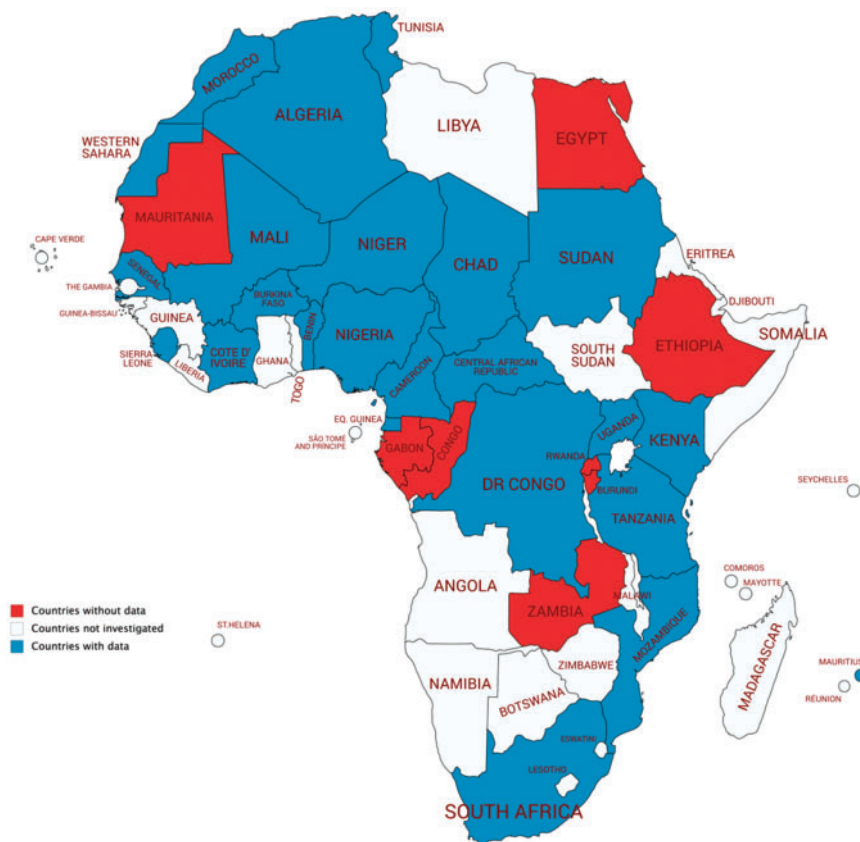 TUNISIA
MOROCCO
ALGERIA
LIBYA
EGYPT
WESTERN
SAHARA
MAURITANIA
MALI
NIGER
CHAD
SUDAN
ERITREA
CAPE VERDE
SENEGAL
THE GAMBIA
GUINEA-BISSAU
GUINEA
BURKINA
FASO
BENIN
NIGERIA
DJIBOUTI
SOMALIA
ETHIOPIA
SOUTH
SUDAN
SIERRA-
LEONE
LIBERIA
COTE D'
IVOIRE
GHANA
TOGO
CAMEROON
CENTRAL AFRICAN
REPUBLIC
EQ. GUINEA
SÃO TOMÉ
AND PRÍNCIPE
GABON
CONGO
UGANDA
KENYA
RWANDA
DR CONGO
BURUNDI
TANZANIA
SEYCHELLES
ANGOLA
ZAMBIA
MALAWI
COMOROS
MAYOTTE
MOZAMBIQUE
MADAGASCAR
MAURITIUS
RÉUNION
Countries without data
Countries not investigated
Countries with data
ST.HELENA
NAMIBIA
BOTSWANA
ZIMBABWE
ESWATINI
LESOTHO
SOUTH AFRICA